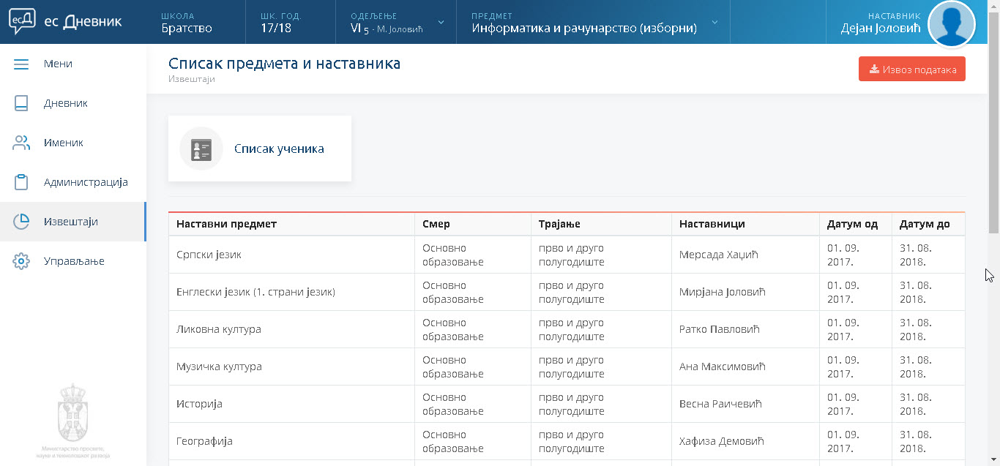 есД ес Дневник
ШКОЛА
Братство
ШК. ГОД.
17/18
ОДЕЉЕЊЕ
VI 5 - М. Јоловић
ПРЕДМЕТ
Информатика и рачунарство (изборни)
НАСТАВНИК
Дејан Јоловић
Мени
Дневник
Именик
Администрација
Извештаји
Управљање
Министарство просвете,
науке и технолошког развоја
Списак предмета и наставника
Извештаји
Извоз података
Списак ученика
Наставни предмет Смер Трајање Наставници Датум од Датум до
Српски језик Основно образовање прво и друго полугодиште Мерсада Хаџић 01. 09. 2017. 31. 08. 2018.
Енглески језик (1. страни језик) Основно образовање прво и друго полугодиште Мирјана Јоловић 01. 09. 2017. 31. 08. 2018.
Ликовна култура Основно образовање прво и друго полугодиште Ратко Павловић 01. 09. 2017. 31. 08. 2018.
Музичка култура Основно образовање прво и друго полугодиште Ана Максимовић 01. 09. 2017. 31. 08. 2018.
Историја Основно образовање прво и друго полугодиште Весна Раичевић 01. 09. 2017. 31. 08. 2018.
Географија Основно образовање прво и друго полугодиште Хафиза Демовић 01. 09. 2017. 31. 08. 2018.